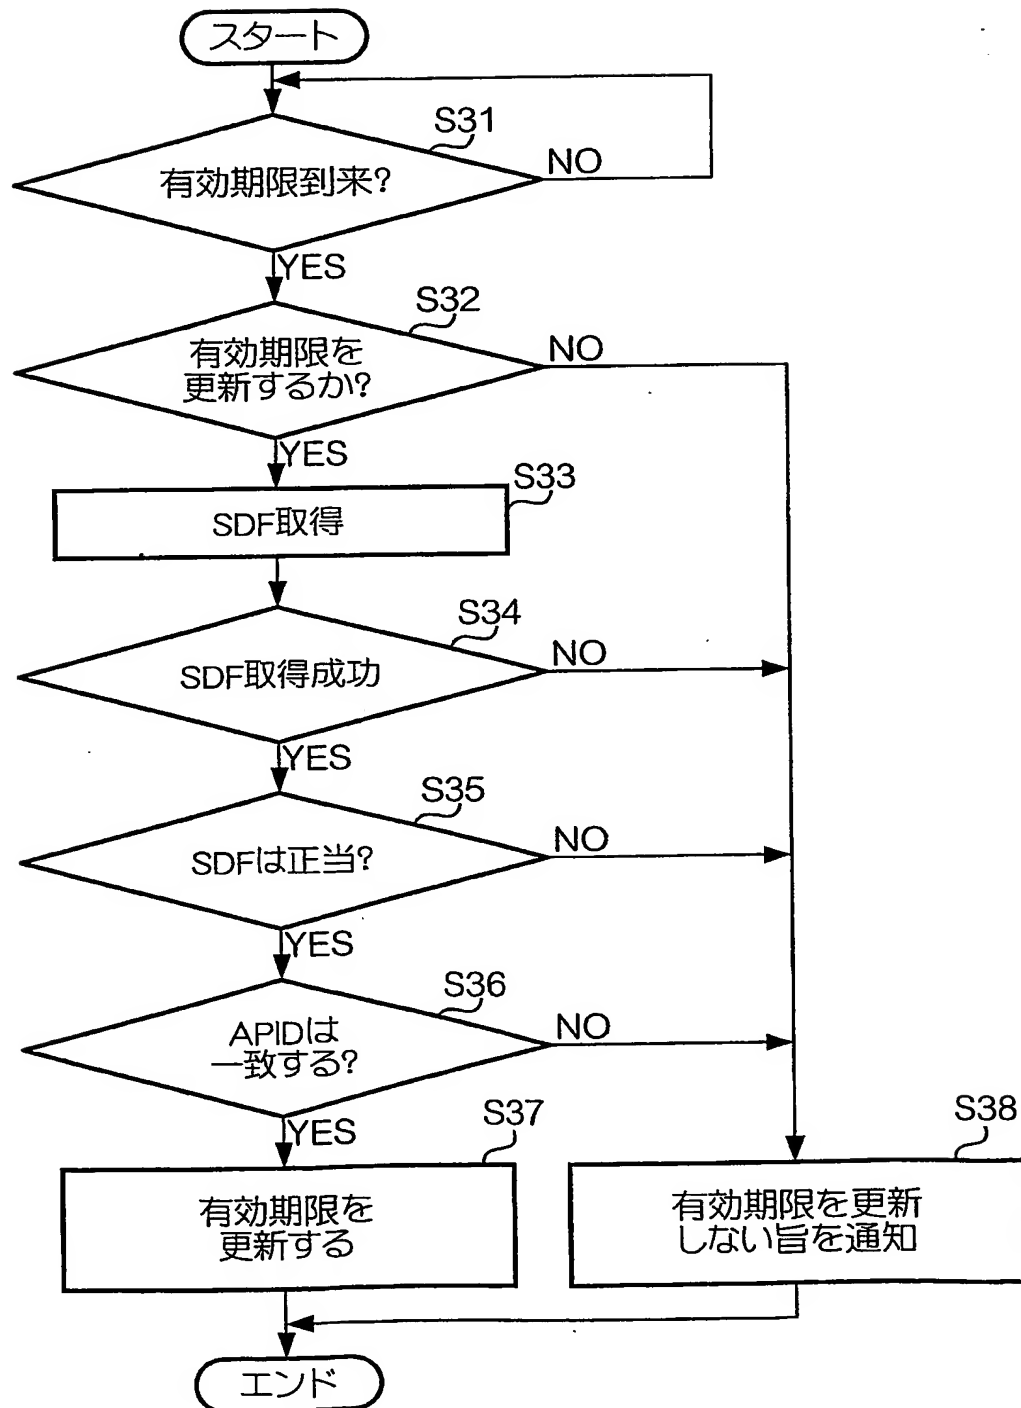 スタート
S31
有効期限到来?
NO
YES
S32
有効期限を
更新するか?
NO
YES
S33
SDF取得
S34
SDF取得成功
NO
YES
S35
SDFは正当?
NO
YES
S36
APIDは
一致する?
NO
YES
S37
有効期限を
更新する
S38
有効期限を更新
しない旨を通知
エンド